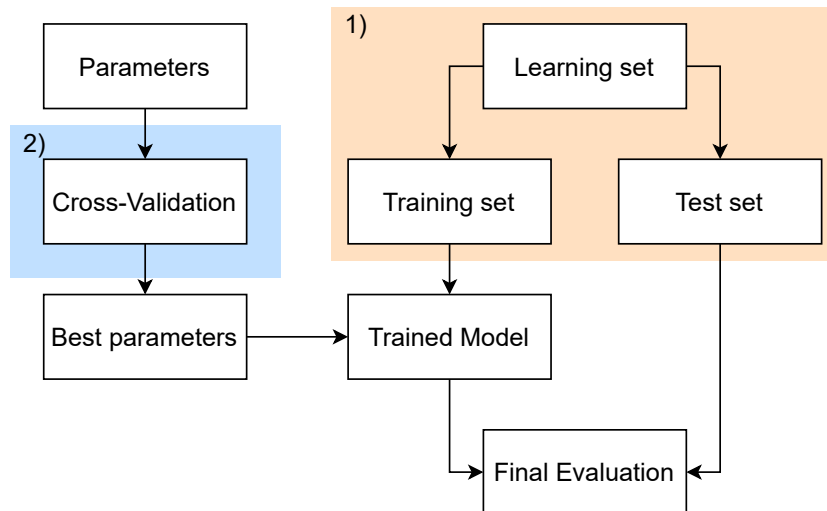 1)
Parameters
Learning set
2)
Cross-Validation
Training set
Test set
Best parameters
Trained Model
Final Evaluation